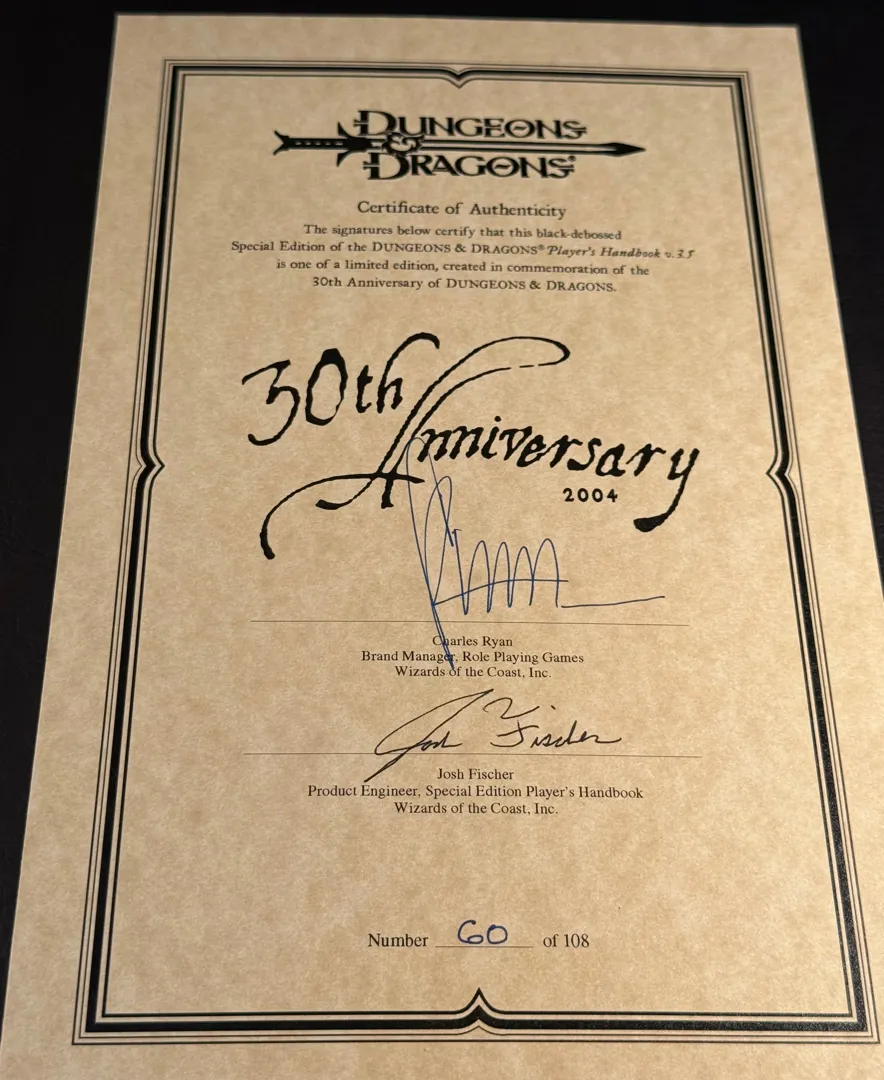 DUNGEONS
&
DRAGONS®
Certificate of Authenticity
The signatures below certify that this black-debossed
Special Edition of the DUNGEONS & DRAGONS® Player's Handbook v.3.5
is one of a limited edition, created in commemoration of the
30th Anniversary of DUNGEONS & DRAGONS.
30th
Anniversary
2004
Charles Ryan
Brand Manager, Role Playing Games
Wizards of the Coast, Inc.
Josh Fischer
Josh Fischer
Product Engineer, Special Edition Player's Handbook
Wizards of the Coast, Inc.
Number 60 of 108